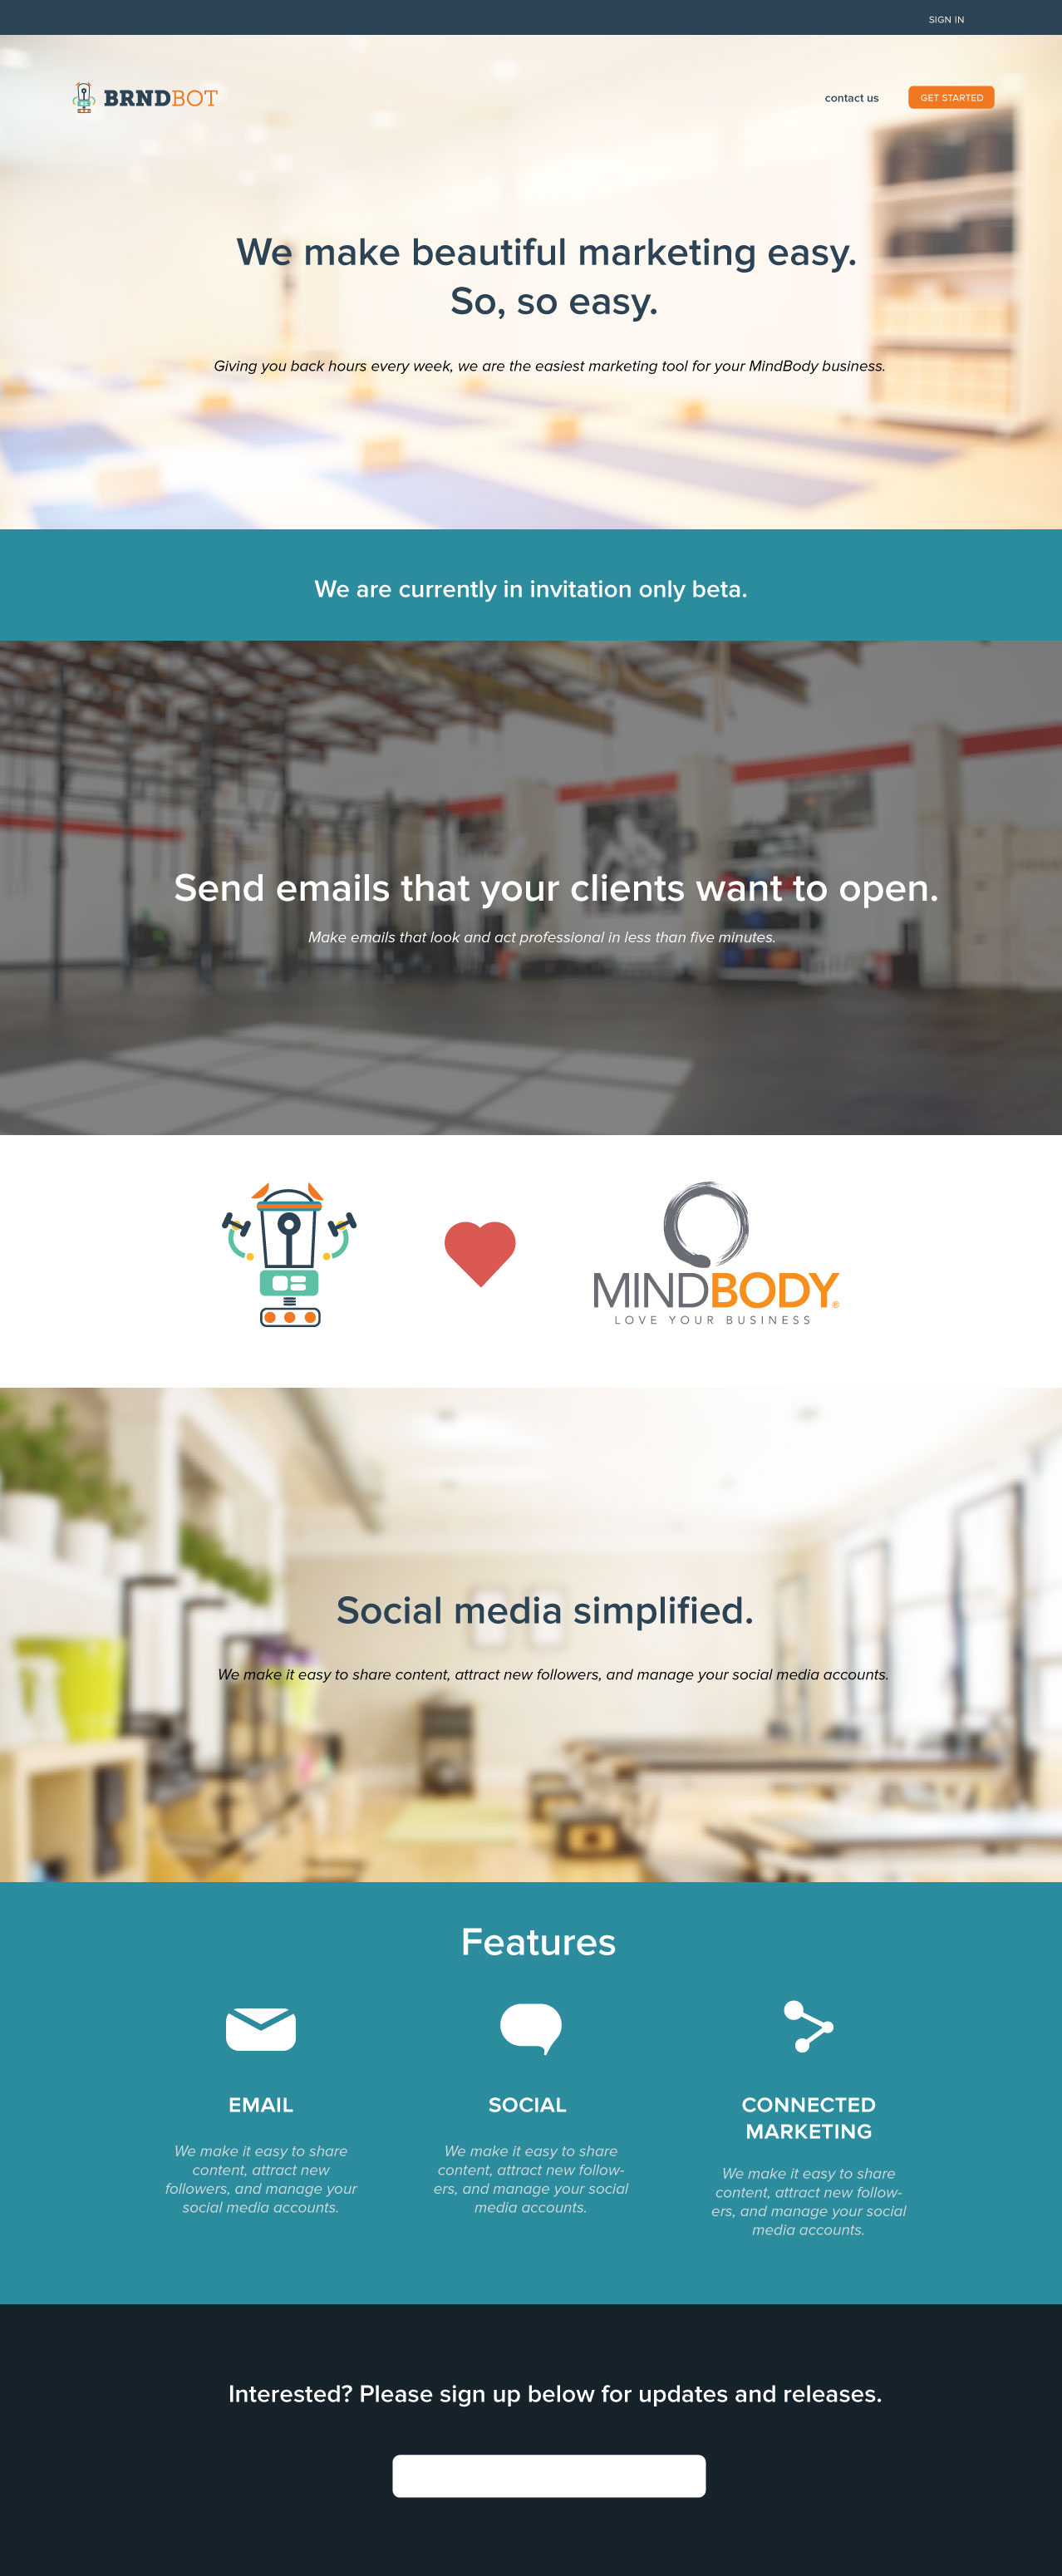 SIGN IN
BRNDBOT
contact us
GET STARTED
We make beautiful marketing easy.
So, so easy.
Giving you back hours every week, we are the easiest marketing tool for your MindBody business.
We are currently in invitation only beta.
Send emails that your clients want to open.
Make emails that look and act professional in less than five minutes.
MINDBODY®
LOVE YOUR BUSINESS
Social media simplified.
We make it easy to share content, attract new followers, and manage your social media accounts.
Features
EMAIL
We make it easy to share
content, attract new
followers, and manage your
social media accounts.
SOCIAL
We make it easy to share
content, attract new follow-
ers, and manage your social
media accounts.
CONNECTED
MARKETING
We make it easy to share
content, attract new follow-
ers, and manage your social
media accounts.
Interested? Please sign up below for updates and releases.